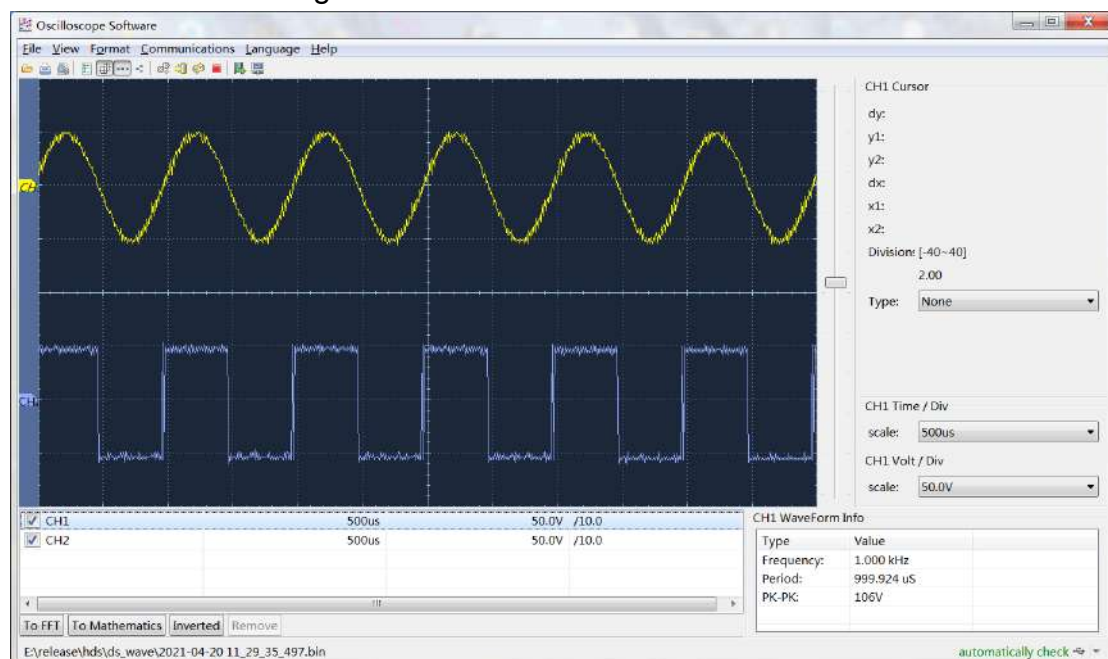 Oscilloscope Software
File View Format Communications Language Help
CH1 Cursor
dy:
y1:
y2:
dx:
x1:
x2:
Division: [-40~40]
2.00
Type: None
CH1 Time / Div
scale: 500us
CH1 Volt / Div
scale: 50.0V
CH1 500us 50.0V /10.0
CH2 500us 50.0V /10.0
CH1 WaveForm Info
Type Value
Frequency: 1.000 kHz
Period: 999.924 uS
PK-PK: 106V
To FFT To Mathematics Inverted Remove
E:\release\hds\ds_wave\2021-04-20 11_29_35_497.bin
automatically check